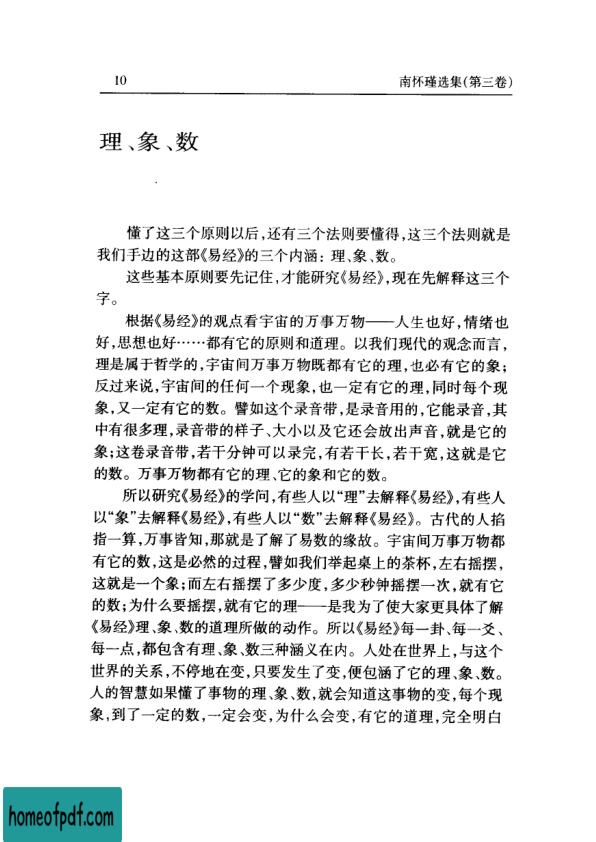 10
南怀瑾选集(第三卷)
理、象、数
懂了这三个原则以后,还有三个法则要懂得,这三个法则就是
我们手边的这部《易经》的三个内涵: 理、象、数。
这些基本原则要先记住,才能研究《易经》,现在先解释这三个
字。
根据《易经》的观点看宇宙的万事万物——人生也好,情绪也
好,思想也好……都有它的原则和道理。以我们现代的观念而言,
理是属于哲学的,宇宙间万事万物既都有它的理,也必有它的象;
反过来说,宇宙间的任何一个现象,也一定有它的理,同时每个现
象,又一定有它的数。譬如这个录音带,是录音用的,它能录音,其
中有很多理,录音带的样子、大小以及它还会放出声音,就是它的
象;这卷录音带,若干分钟可以录完,有若干长,若干宽,这就是它
的数。万事万物都有它的理、它的象和它的数。
所以研究《易经》的学问,有些人以“理”去解释《易经》,有些人
以“象”去解释《易经》,有些人以“数”去解释《易经》。古代的人掐
指一算,万事皆知,那就是了解了易数的缘故。宇宙间万事万物都
有它的数,这是必然的过程,譬如我们举起桌上的茶杯,左右摇摆,
这就是一个象;而左右摇摆了多少度,多少秒钟摇摆一次,就有它
的数;为什么要摇摆,就有它的理——是我为了使大家更具体了解
《易经》理、象、数的道理所做的动作。所以《易经》每一卦、每一爻、
每一点,都包含有理、象、数三种涵义在内。人处在世界上,与这个
世界的关系,不停地在变,只要发生了变,便包涵了它的理、象、数。
人的智慧如果懂了事物的理、象、数,就会知道这事物的变,每个现
象,到了一定的数,一定会变,为什么会变,有它的道理,完全明白
homeofpdf.com